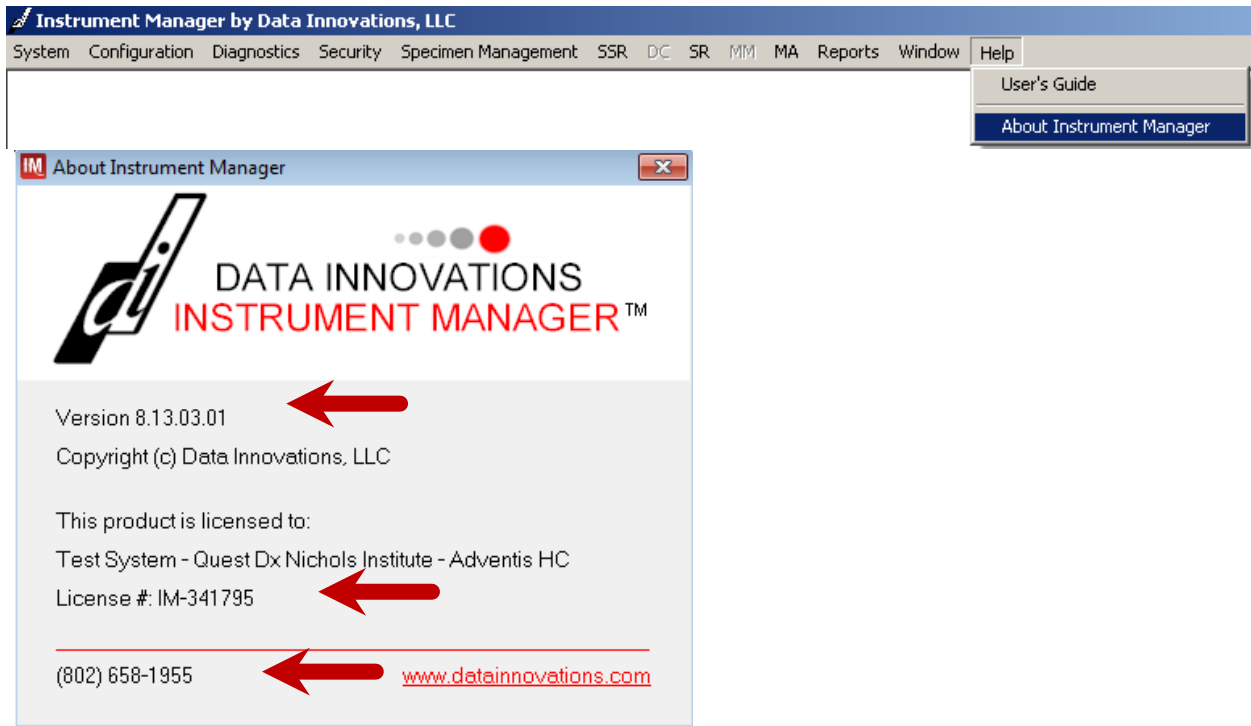 Instrument Manager by Data Innovations, LLC
System Configuration Diagnostics Security Specimen Management SSR DC SR MM MA Reports Window Help
User's Guide
About Instrument Manager
IM About Instrument Manager
di
DATA INNOVATIONS
INSTRUMENT MANAGER™
Version 8.13.03.01
Copyright (c) Data Innovations, LLC
This product is licensed to:
Test System - Quest Dx Nichols Institute - Adventis HC
License #: IM-341795
(802) 658-1955 www.datainnovations.com